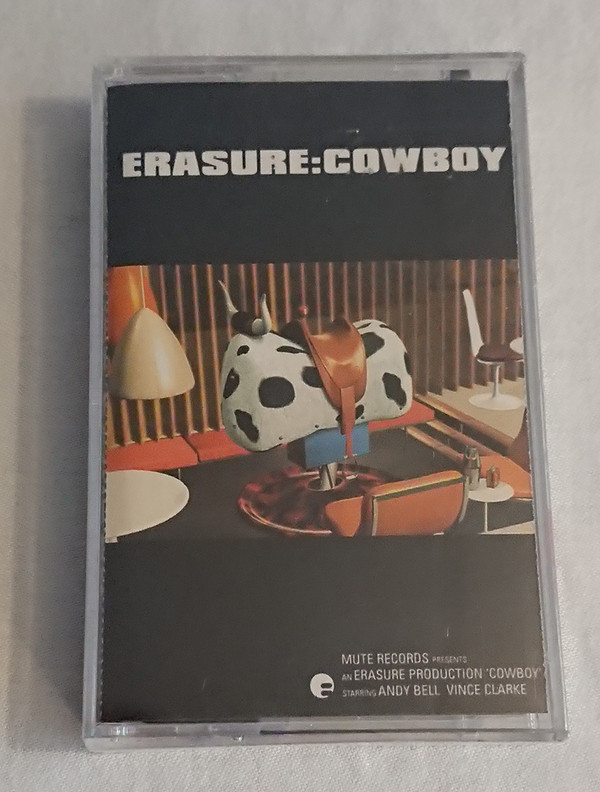 ERASURE:COWBOY
MUTE RECORDS PRESENTS
AN ERASURE PRODUCTION 'COWBOY'
STARRING ANDY BELL VINCE CLARKE